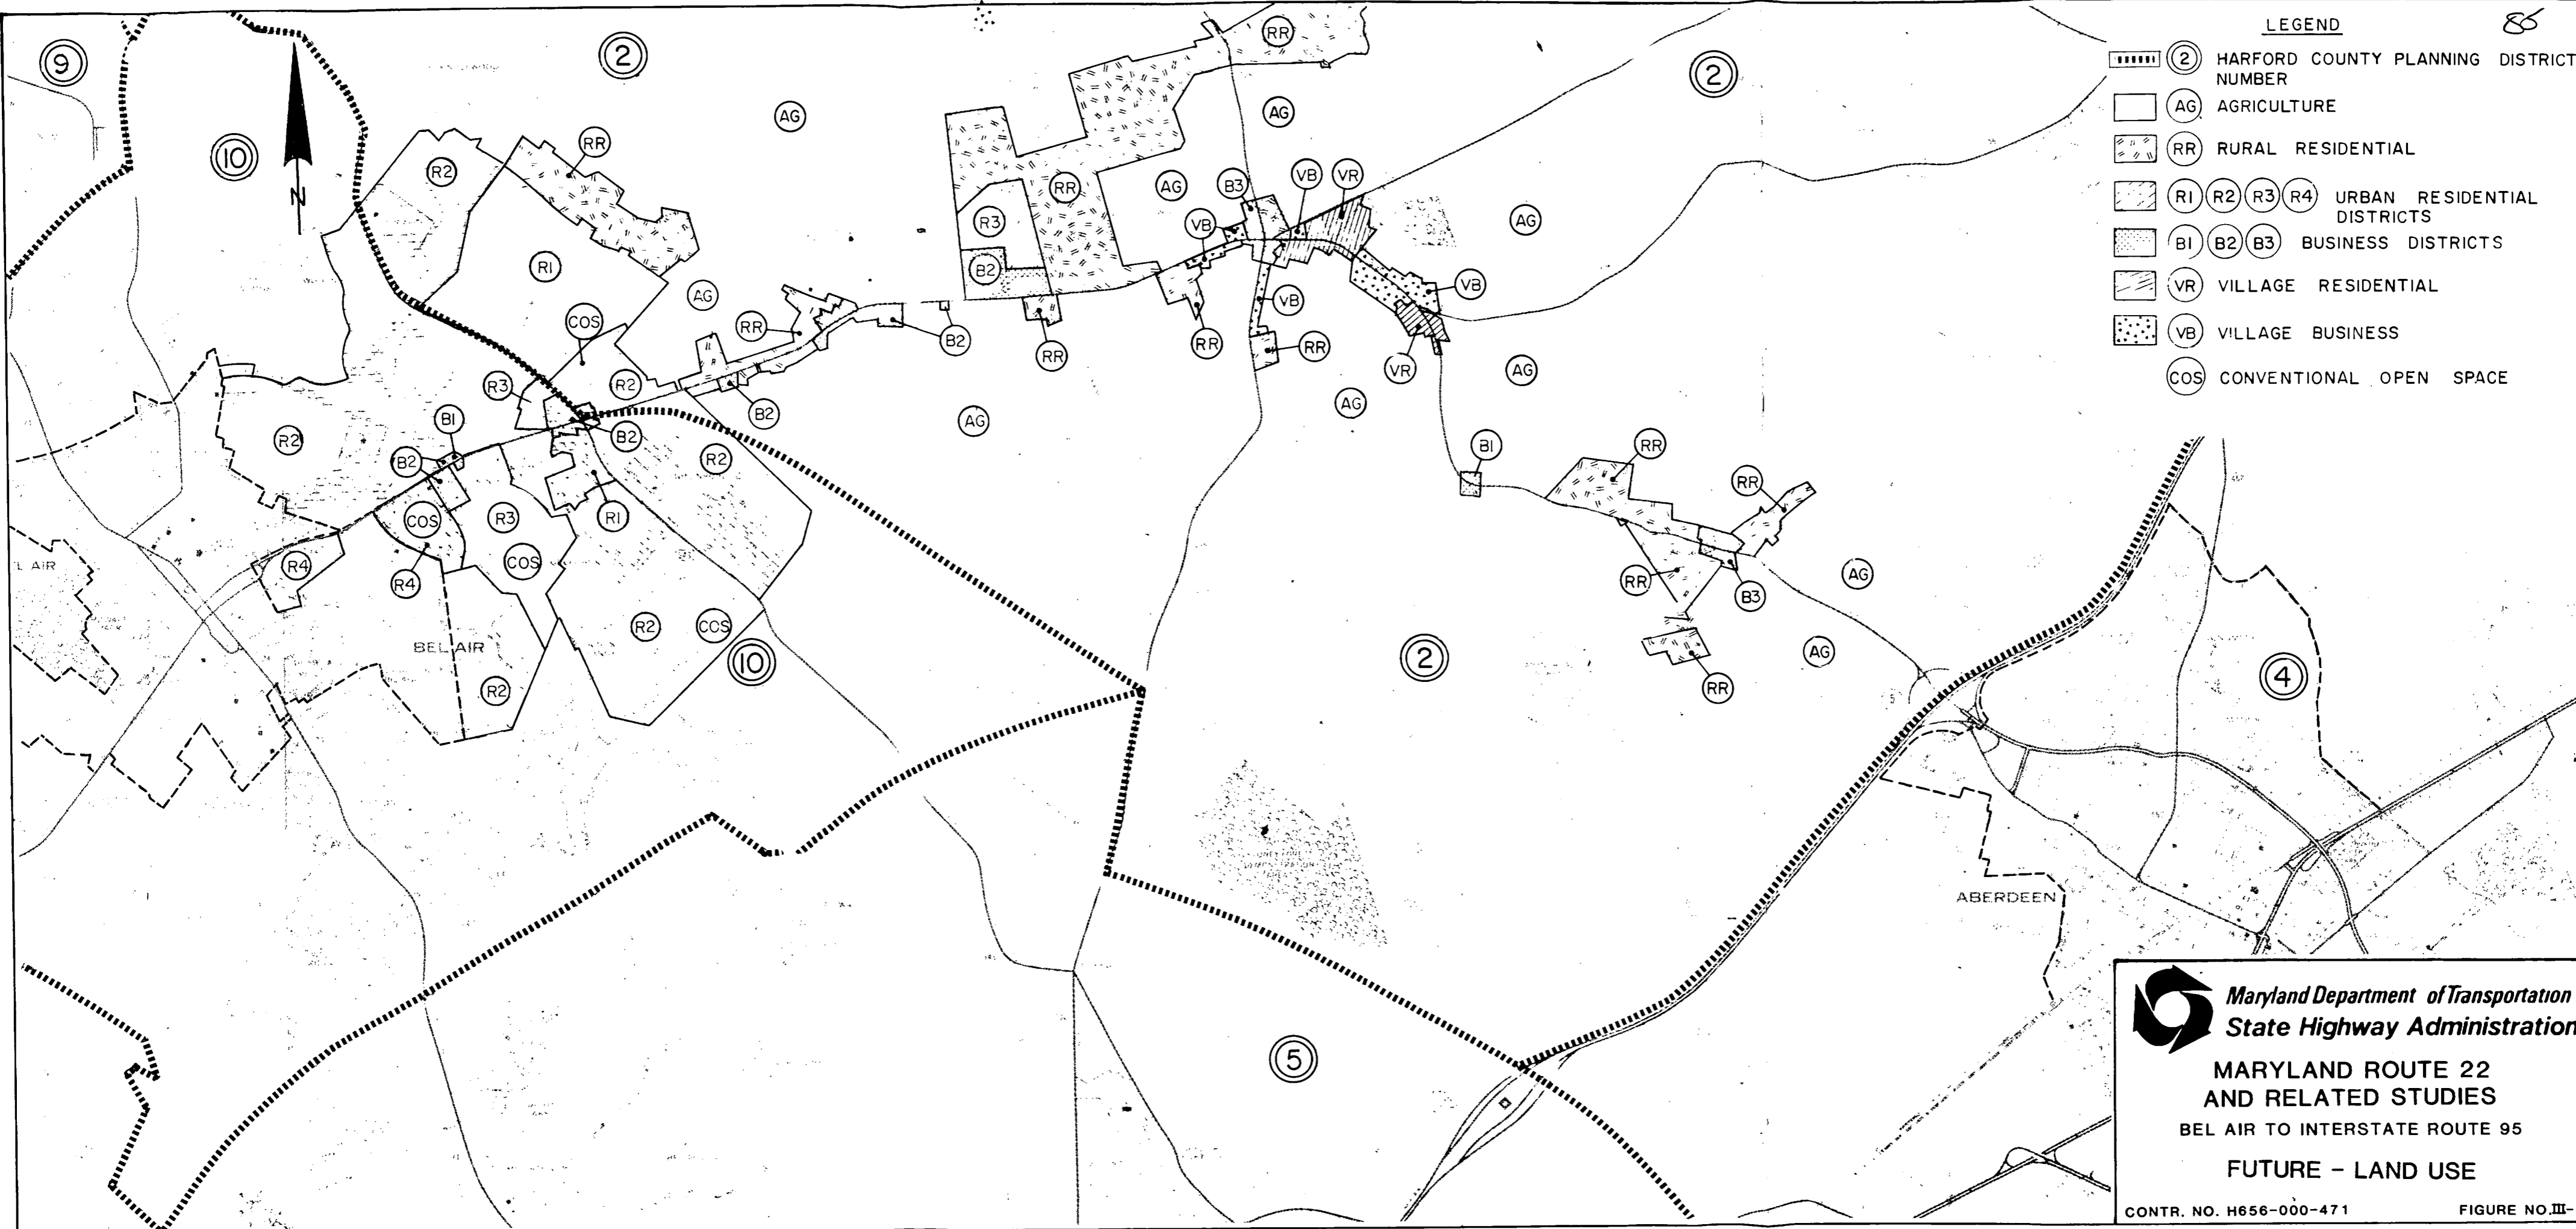 LEGEND
86
2 HARFORD COUNTY PLANNING DISTRICT
NUMBER
AG AGRICULTURE
RR RURAL RESIDENTIAL
R1 R2 R3 R4 URBAN RESIDENTIAL
DISTRICTS
B1 B2 B3 BUSINESS DISTRICTS
VR VILLAGE RESIDENTIAL
VB VILLAGE BUSINESS
COS CONVENTIONAL OPEN SPACE
9
2
2
10
N
RR
AG
AG
R2
RR
RR
AG
B3
VB
VR
R3
VB
AG
R1
B2
AG
VB
VB
COS
RR
B2
RR
RR
RR
VR
AG
R3
R2
B2
AG
AG
B1
B2
R2
B2
R2
B1
RR
RR
COS
R3
R1
L AIR
R4
R4
COS
RR
B3
AG
BEL AIR
R2
COS
10
2
AG
4
R2
RR
ABERDEEN
5
Maryland Department of Transportation
State Highway Administration
MARYLAND ROUTE 22
AND RELATED STUDIES
BEL AIR TO INTERSTATE ROUTE 95
FUTURE - LAND USE
CONTR. NO. H656-000-471 FIGURE NO. III-